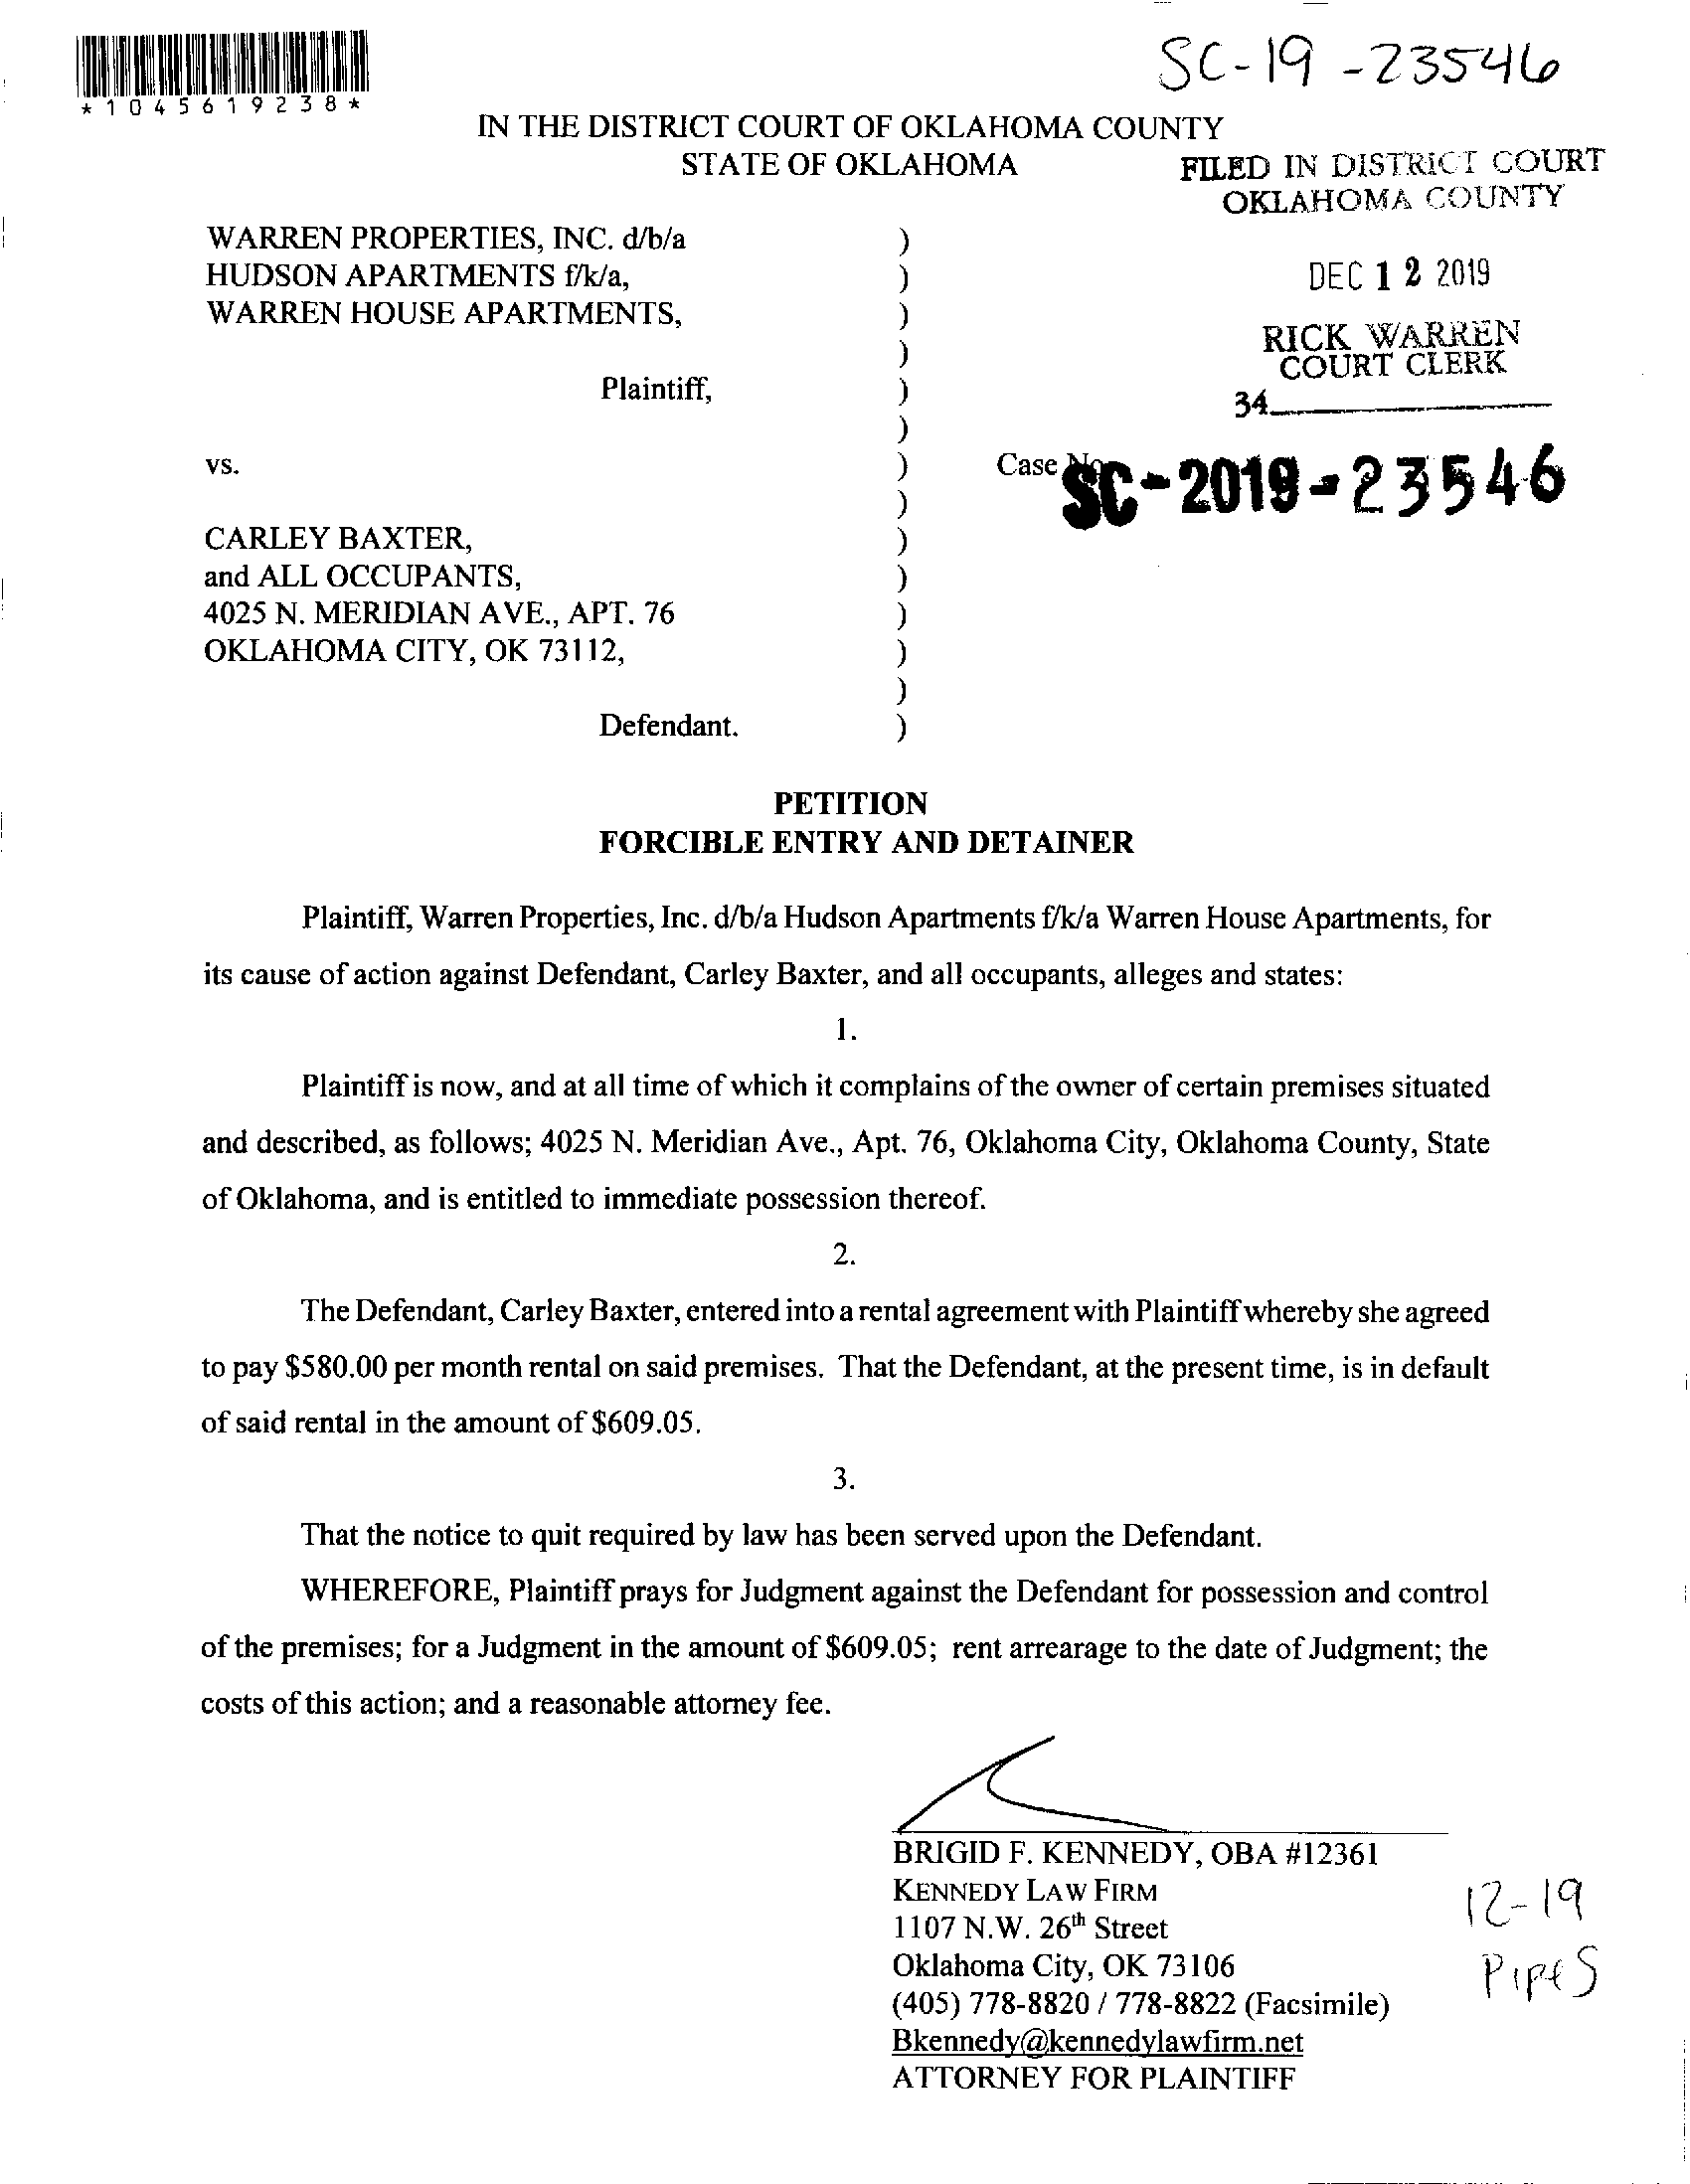 SC-19-23546
*1045619238*
IN THE DISTRICT COURT OF OKLAHOMA COUNTY
STATE OF OKLAHOMA
FILED IN DISTRICT COURT
OKLAHOMA COUNTY
DEC 12 2019
RICK WARREN
COURT CLERK
34
WARREN PROPERTIES, INC. d/b/a )
HUDSON APARTMENTS f/k/a, )
WARREN HOUSE APARTMENTS, )
)
Plaintiff, )
)
vs. ) Case No. SC-2019-23546
)
CARLEY BAXTER, )
and ALL OCCUPANTS, )
4025 N. MERIDIAN AVE., APT. 76 )
OKLAHOMA CITY, OK 73112, )
)
Defendant. )
PETITION
FORCIBLE ENTRY AND DETAINER
Plaintiff, Warren Properties, Inc. d/b/a Hudson Apartments f/k/a Warren House Apartments, for
its cause of action against Defendant, Carley Baxter, and all occupants, alleges and states:
1.
Plaintiff is now, and at all time of which it complains of the owner of certain premises situated
and described, as follows; 4025 N. Meridian Ave., Apt. 76, Oklahoma City, Oklahoma County, State
of Oklahoma, and is entitled to immediate possession thereof.
2.
The Defendant, Carley Baxter, entered into a rental agreement with Plaintiff whereby she agreed
to pay $580.00 per month rental on said premises. That the Defendant, at the present time, is in default
of said rental in the amount of $609.05.
3.
That the notice to quit required by law has been served upon the Defendant.
WHEREFORE, Plaintiff prays for Judgment against the Defendant for possession and control
of the premises; for a Judgment in the amount of $609.05; rent arrearage to the date of Judgment; the
costs of this action; and a reasonable attorney fee.
BRIGID F. KENNEDY, OBA #12361
KENNEDY LAW FIRM
1107 N.W. 26th Street
Oklahoma City, OK 73106
(405) 778-8820 / 778-8822 (Facsimile)
Bkennedy@kennedylawfirm.net
ATTORNEY FOR PLAINTIFF
12-19
PIPES